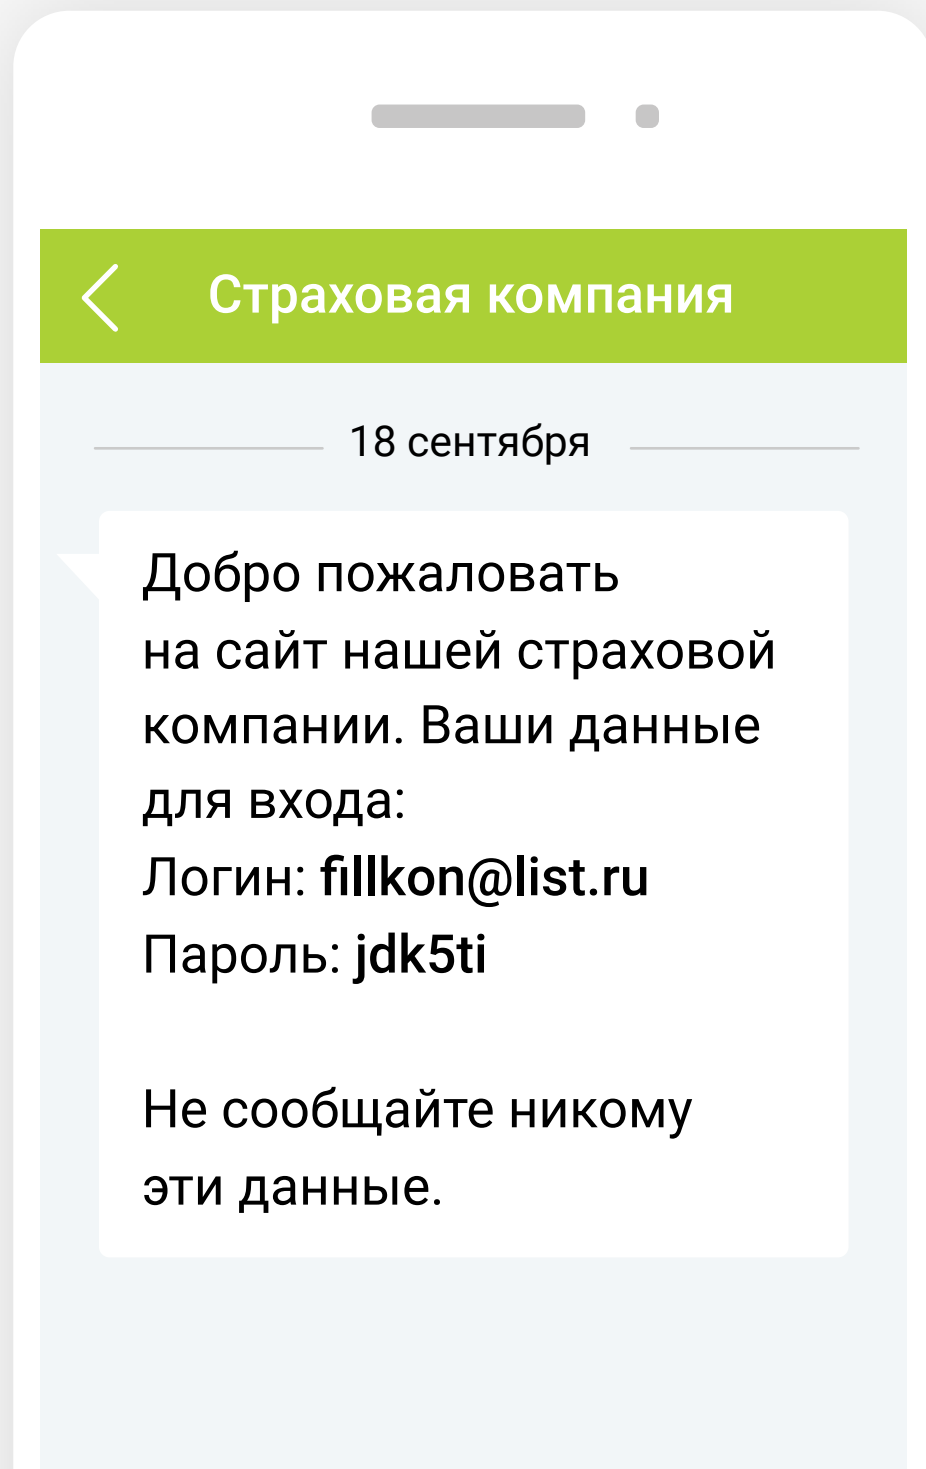 Страховая компания
18 сентября
Добро пожаловать
на сайт нашей страховой
компании. Ваши данные
для входа:
Логин: fillkon@list.ru
Пароль: jdk5ti
Не сообщайте никому
эти данные.